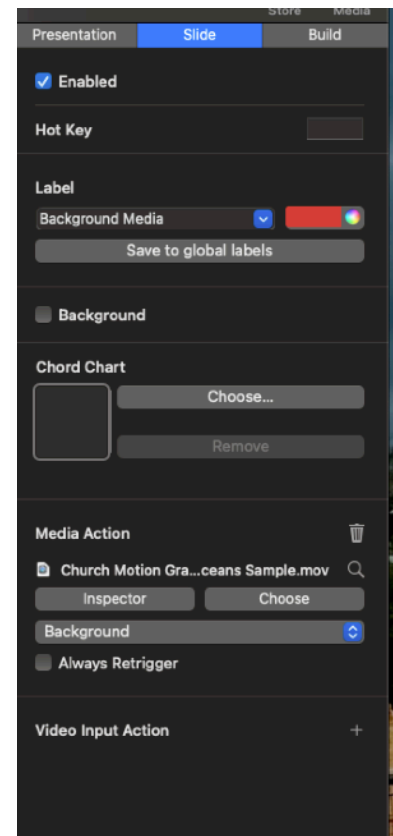 Store Media
Presentation Slide Build
Enabled
Hot Key
Label
Background Media
Save to global labels
Background
Chord Chart
Choose...
Remove
Media Action
Church Motion Gra...ceans Sample.mov
Inspector Choose
Background
Always Retrigger
Video Input Action